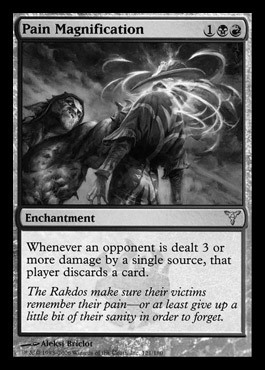 Pain Magnification 1
Enchantment
Whenever an opponent is dealt 3 or
more damage by a single source, that
player discards a card.
The Rakdos make sure their victims
remember their pain—or at least give up a
little bit of their sanity in order to forget.
Aleksi Briclot